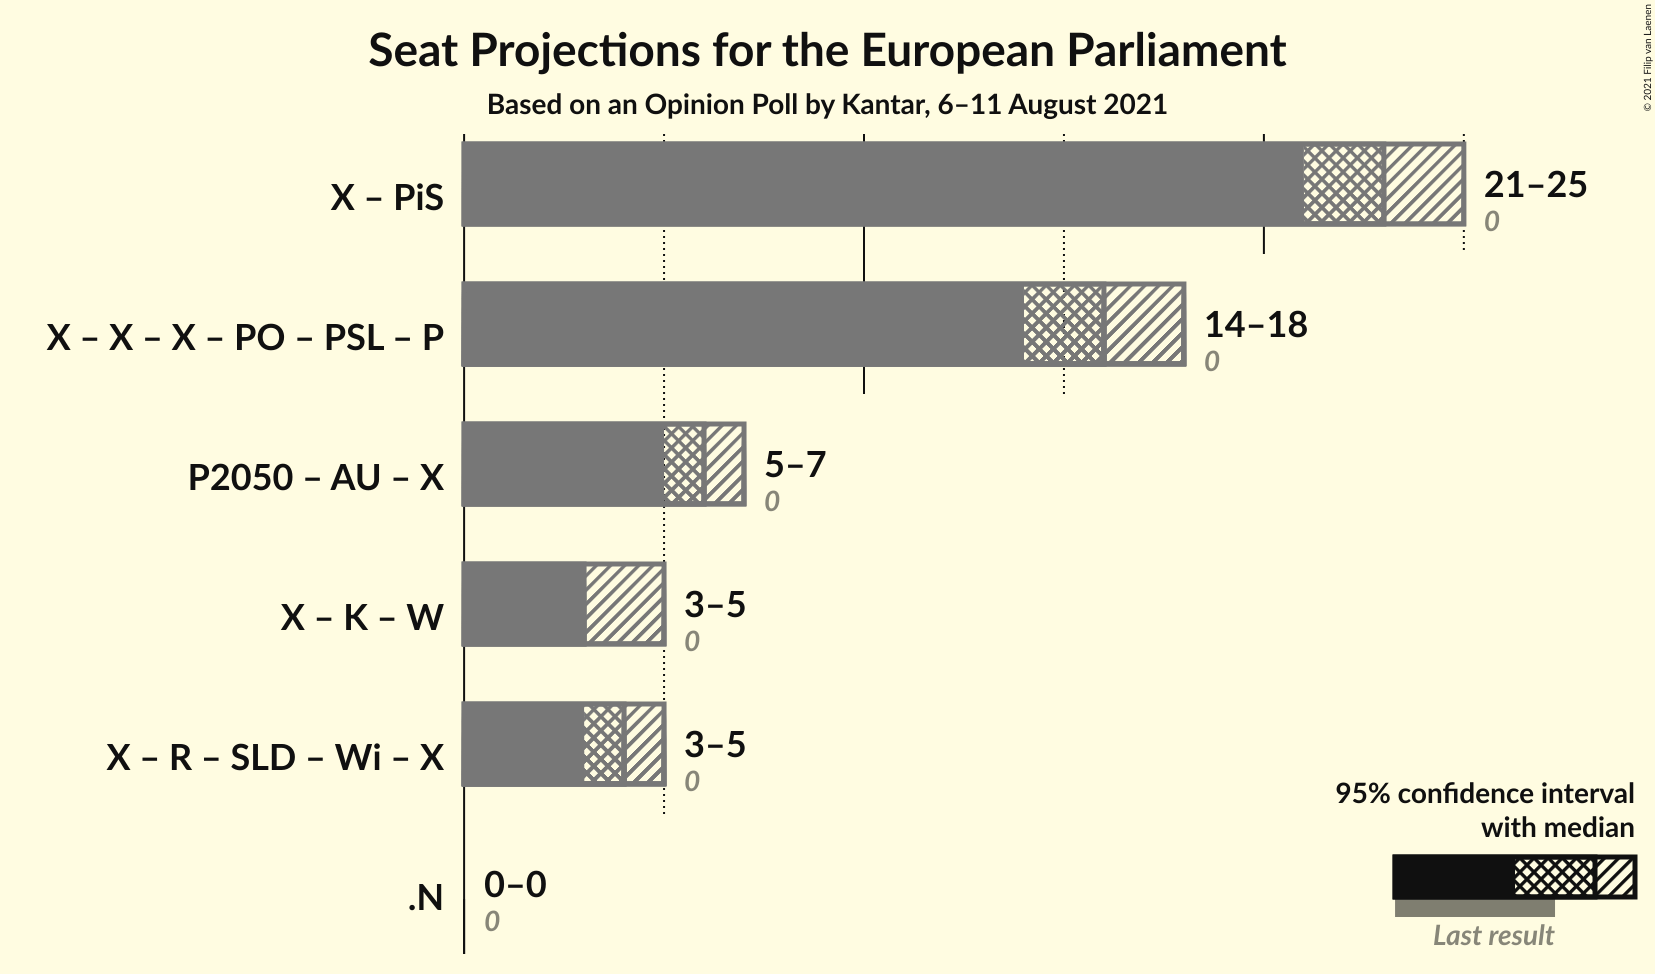 Seat Projections for the European Parliament
Based on an Opinion Poll by Kantar, 6–11 August 2021
© 2021 Filip van Laenen
X – PiS
21–25
0
X – X – X – PO – PSL – P
14–18
0
P2050 – AU – X
5–7
0
X – K – W
3–5
0
X – R – SLD – Wi – X
3–5
0
.N
0–0
0
95% confidence interval
with median
Last result